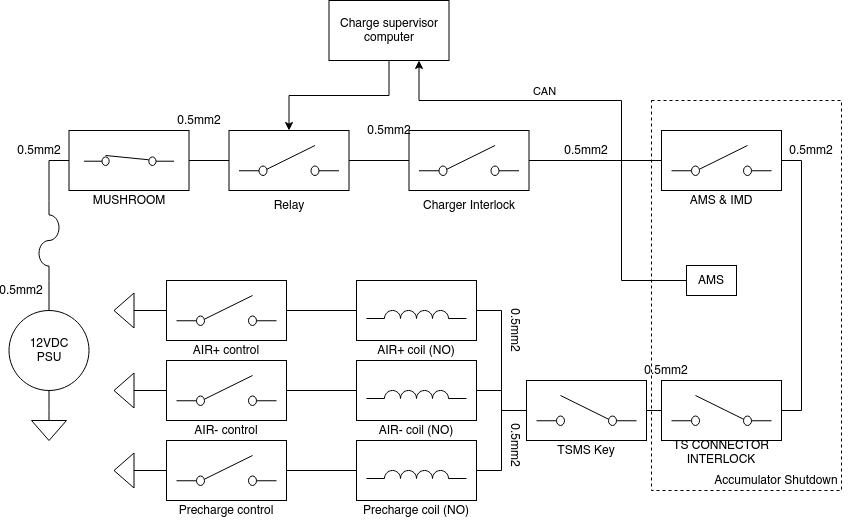 Charge supervisor
computer
CAN
0.5mm2
0.5mm2
0.5mm2
0.5mm2
0.5mm2
MUSHROOM
Relay
Charger Interlock
AMS & IMD
AMS
0.5mm2
12VDC
PSU
AIR+ control
AIR+ coil (NO)
0.5mm2
AIR- control
AIR- coil (NO)
0.5mm2
0.5mm2
TSMS Key
TS CONNECTOR
INTERLOCK
Accumulator Shutdown
Precharge control
Precharge coil (NO)